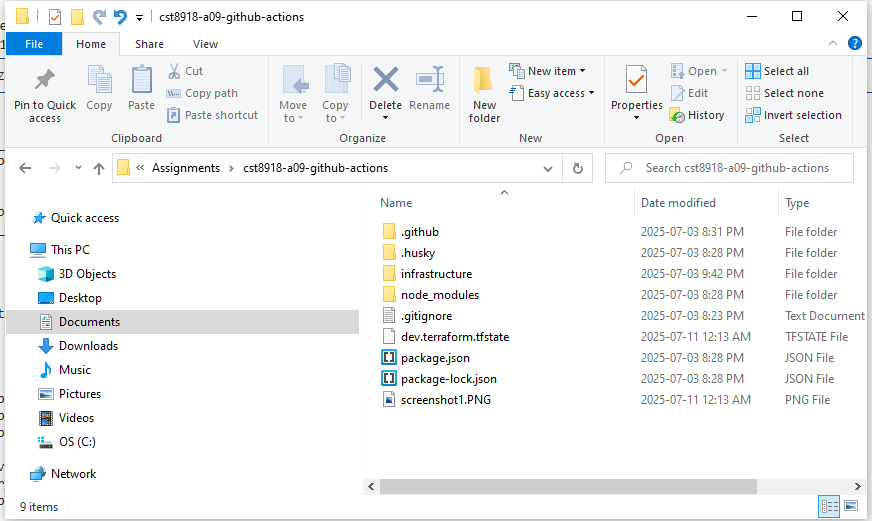 cst8918-a09-github-actions
File Home Share View
Pin to Quick access
Copy
Paste
Cut
Copy path
Paste shortcut
Clipboard
Move to
Copy to
Delete
Rename
Organize
New folder
New item
Easy access
New
Properties
Open
Edit
History
Open
Select all
Select none
Invert selection
Select
« Assignments › cst8918-a09-github-actions
Search cst8918-a09-github-actions
Quick access
This PC
3D Objects
Desktop
Documents
Downloads
Music
Pictures
Videos
OS (C:)
Network
Name Date modified Type
.github 2025-07-03 8:31 PM File folder
.husky 2025-07-03 8:28 PM File folder
infrastructure 2025-07-03 9:42 PM File folder
node_modules 2025-07-03 8:28 PM File folder
.gitignore 2025-07-03 8:23 PM Text Document
dev.terraform.tfstate 2025-07-11 12:13 AM TFSTATE File
package.json 2025-07-03 8:28 PM JSON File
package-lock.json 2025-07-03 8:28 PM JSON File
screenshot1.PNG 2025-07-11 12:13 AM PNG File
9 items